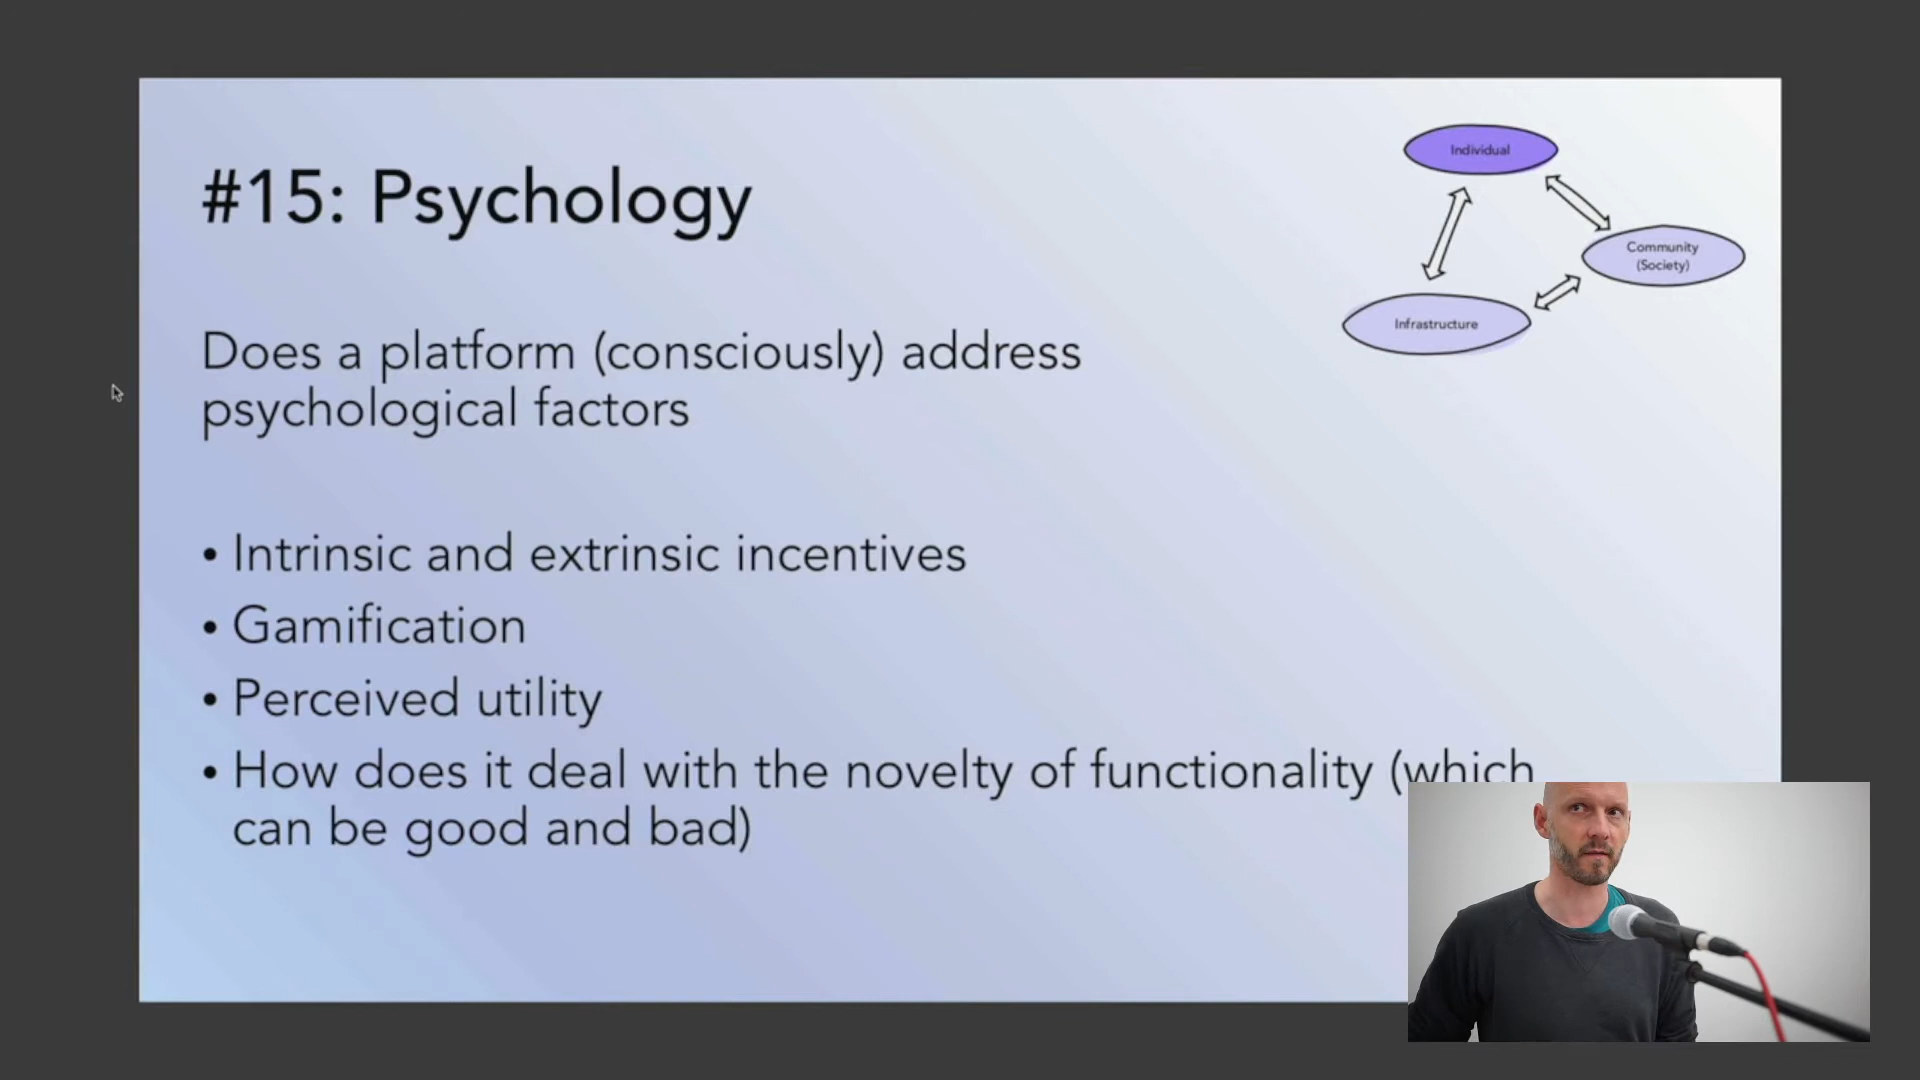 #15: Psychology
Individual
Community
(Society)
Infrastructure
Does a platform (consciously) address
psychological factors
• Intrinsic and extrinsic incentives
• Gamification
• Perceived utility
• How does it deal with the novelty of functionality (which
can be good and bad)